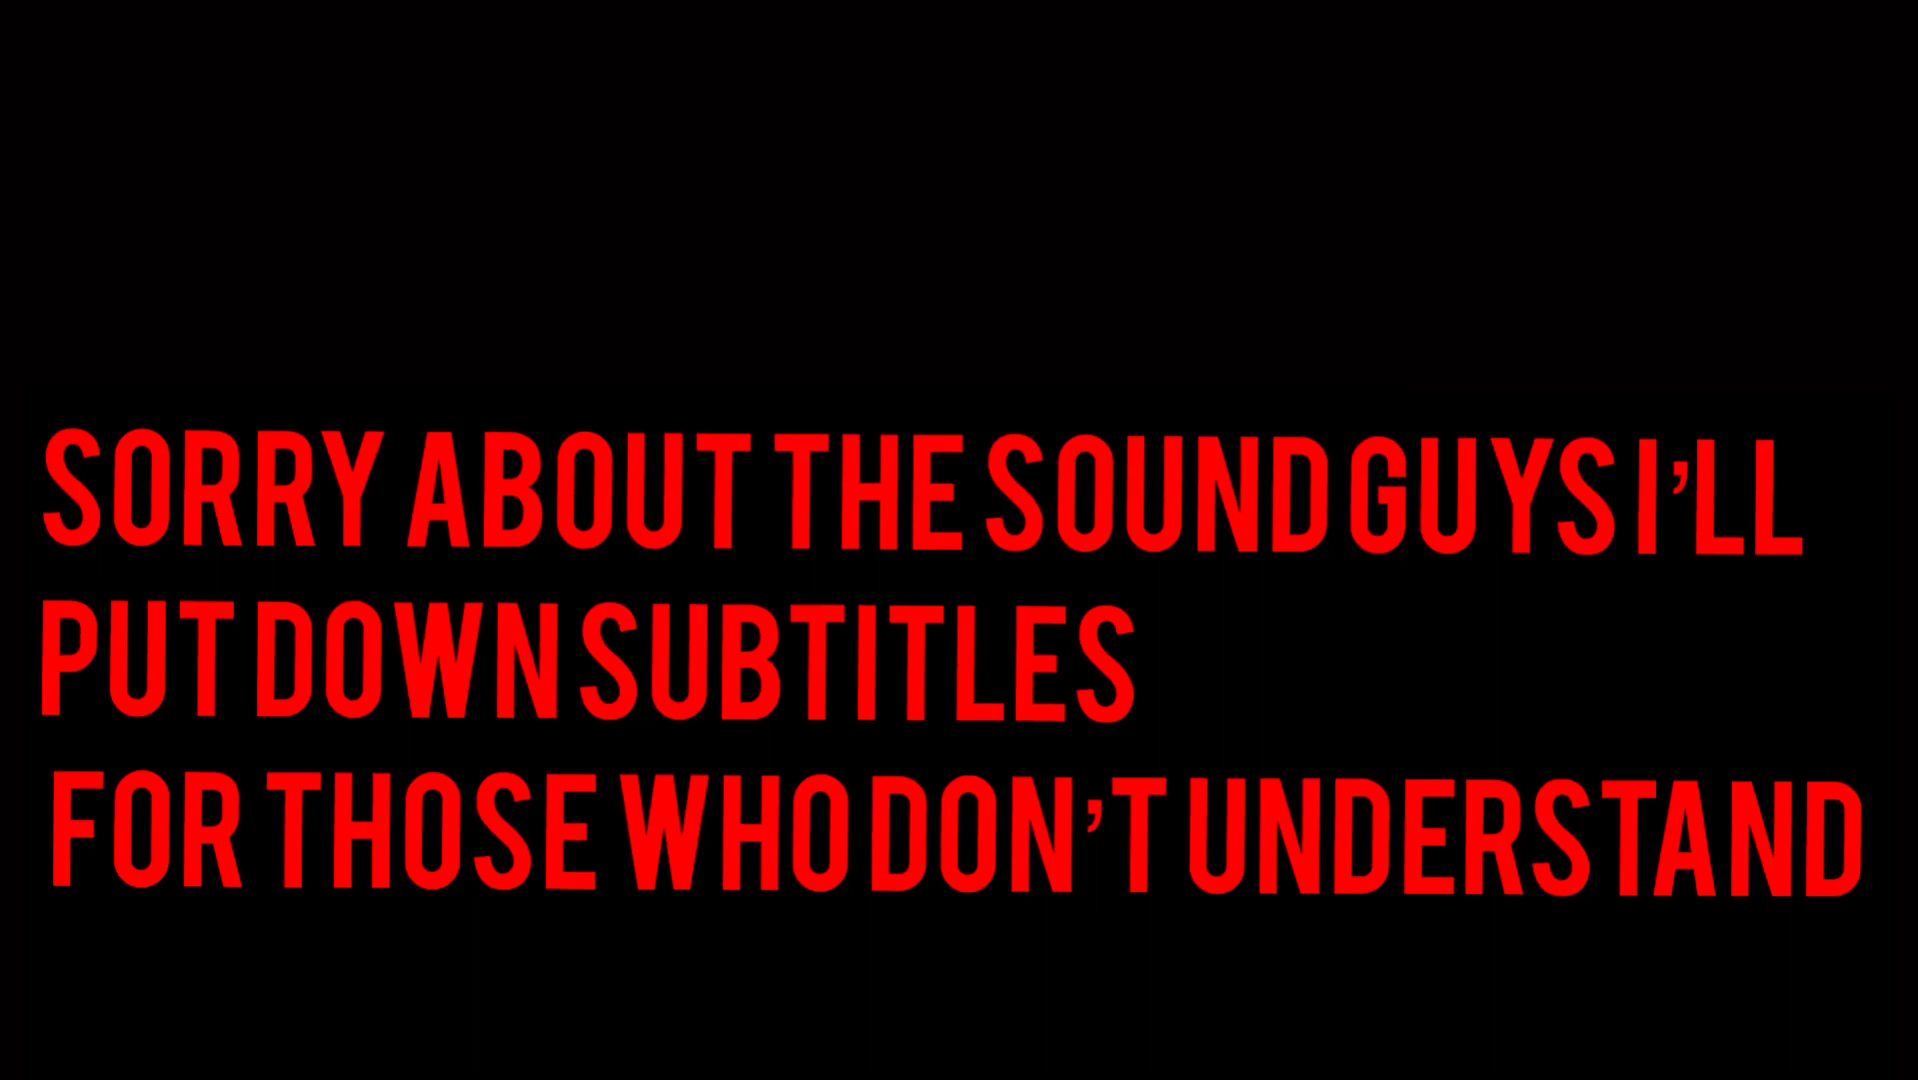 SORRY ABOUT THE SOUND GUYS I’LL
PUT DOWN SUBTITLES
FOR THOSE WHO DON’T UNDERSTAND